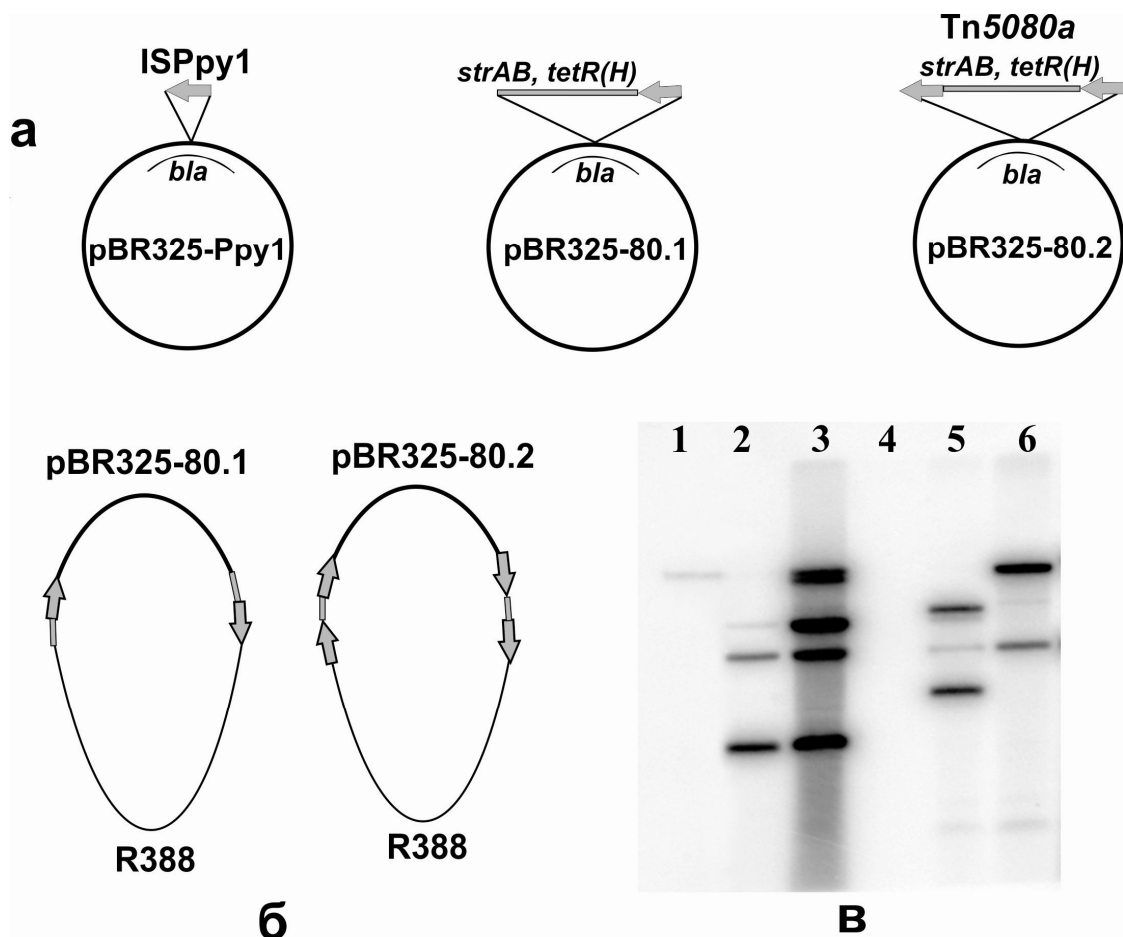 ISPpy1
strAB, tetR(H)
Tn5080a
strAB, tetR(H)
а
bla
bla
bla
pBR325-Ppy1
pBR325-80.1
pBR325-80.2
pBR325-80.1
pBR325-80.2
1 2 3 4 5 6
R388
R388
б
в